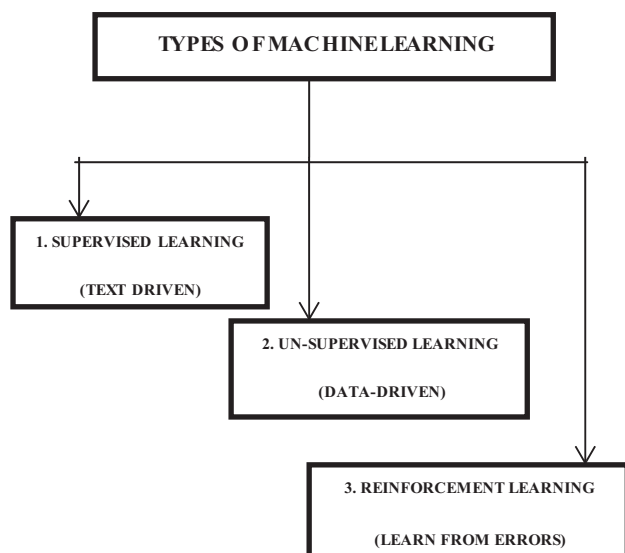 TYPES OF MACHINE LEARNING
1. SUPERVISED LEARNING
(TEXT DRIVEN)
2. UN-SUPERVISED LEARNING
(DATA-DRIVEN)
3. REINFORCEMENT LEARNING
(LEARN FROM ERRORS)